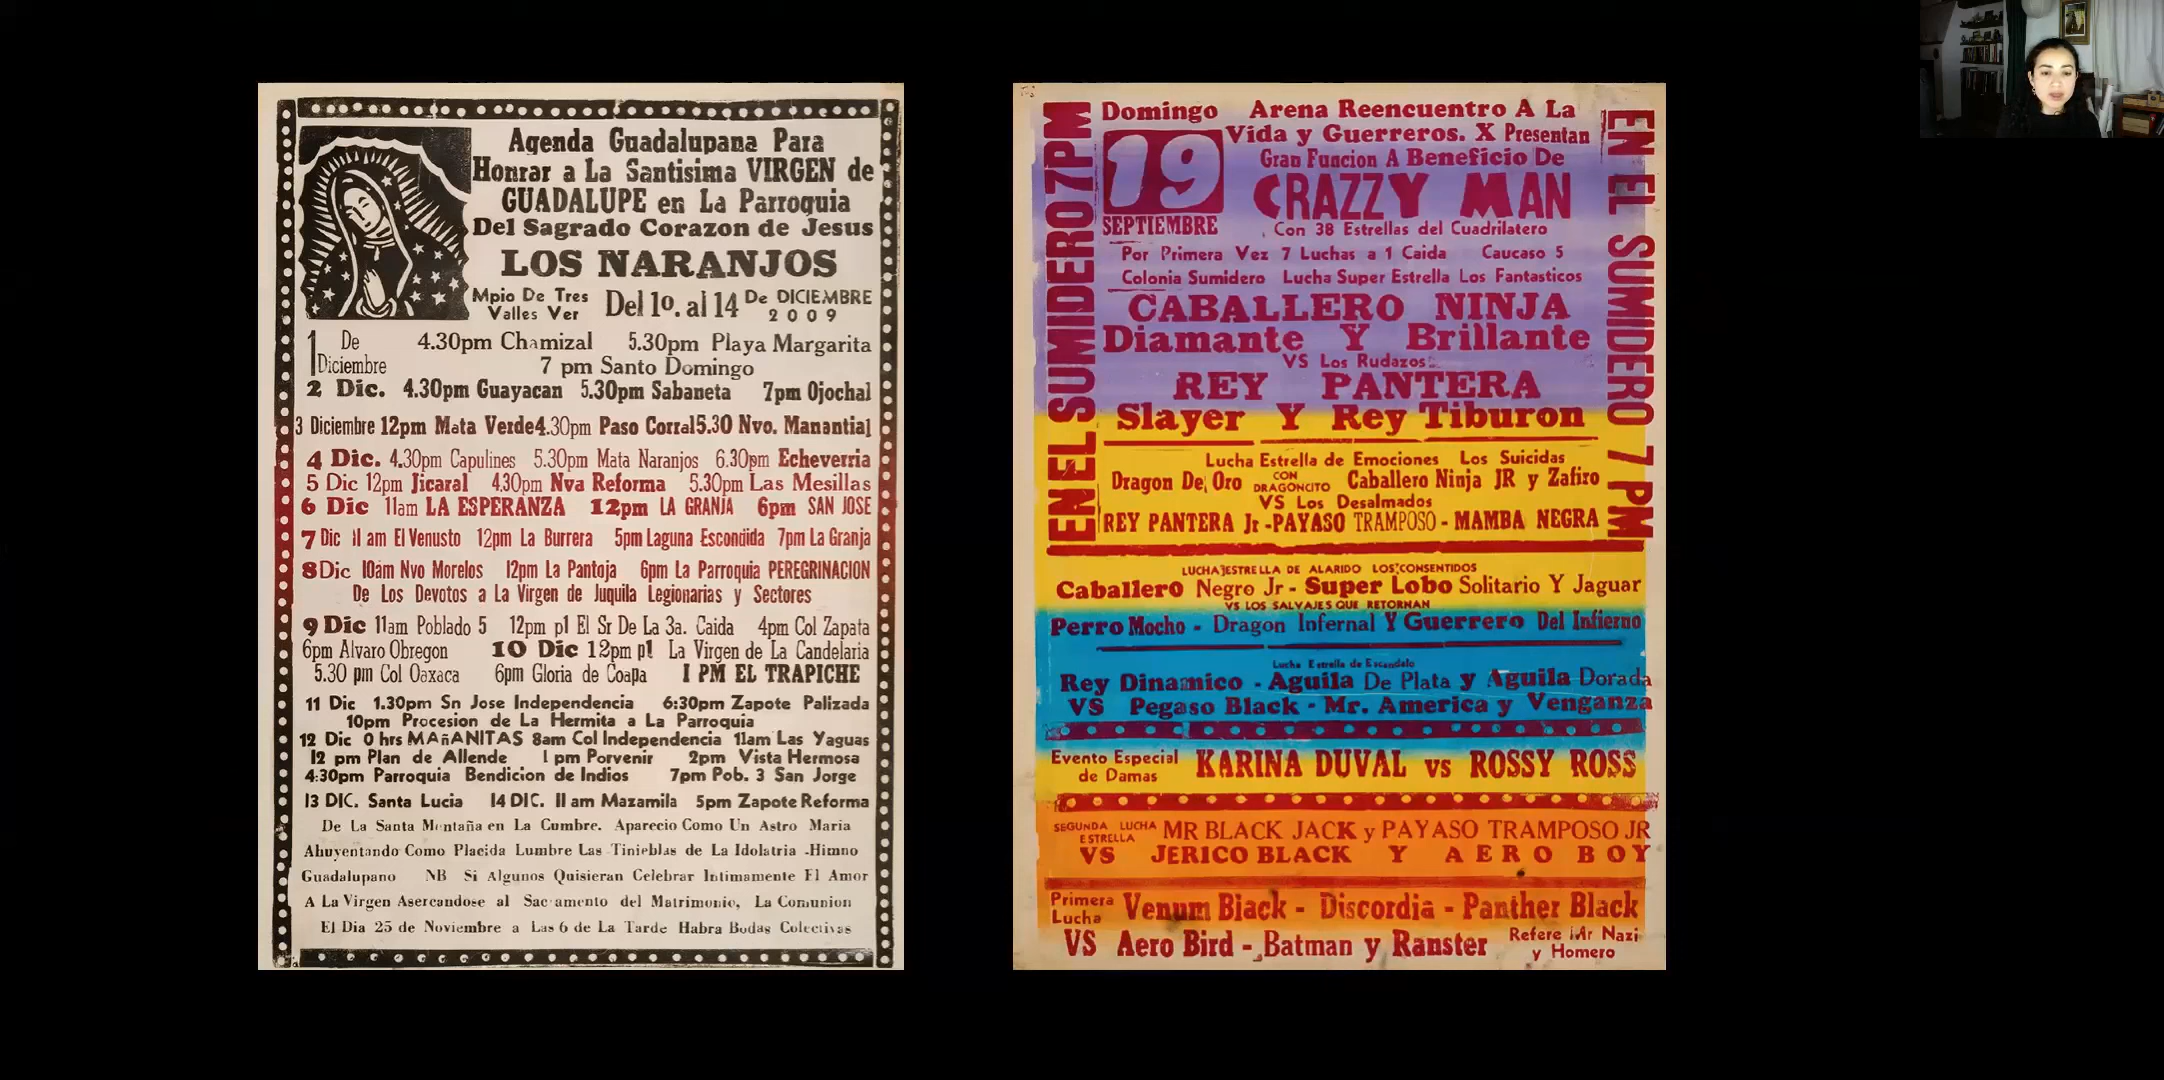 Agenda Guadalupana Para
Honrar a La Santisima VIRGEN de
GUADALUPE en La Parroquia
Del Sagrado Corazon de Jesus
LOS NARANJOS
Mpio De Tres
Valles Ver
Del 1o. al 14 De DICIEMBRE
2009
1 De
Diciembre
4.30pm Chamizal 5.30pm Playa Margarita
7 pm Santo Domingo
2 Dic. 4.30pm Guayacan 5.30pm Sabaneta 7pm Ojochal
3 Diciembre 12pm Mata Verde 4.30pm Paso Corral 5.30 Nvo. Manantial
4 Dic. 4.30pm Capulines 5.30pm Mata Naranjos 6.30pm Echeverria
5 Dic 12pm Jicaral 4.30pm Nva Reforma 5.30pm Las Mesillas
6 Dic 11am LA ESPERANZA 12pm LA GRANJA 6pm SAN JOSE
7 Dic 11 am El Venusto 12pm La Burrera 5pm Laguna Escondida 7pm La Granja
8 Dic 10am Nvo Morelos 12pm La Pantoja 6pm La Parroquia PEREGRINACION
De Los Devotos a La Virgen de Juquila Legionarias y Sectores
9 Dic 11am Poblado 5 12pm p1 El Sr De La 3a. Caida 4pm Col Zapata
6pm Alvaro Obregon 10 Dic 12pm p1 La Virgen de La Candelaria
5.30 pm Col Oaxaca 6pm Gloria de Coapa 1 PM EL TRAPICHE
11 Dic 1.30pm Sn Jose Independencia 6:30pm Zapote Palizada
10pm Procesion de La Hermita a La Parroquia
12 Dic 0 hrs MAñANITAS 8am Col Independencia 11am Las Yaguas
12 pm Plan de Allende 1 pm Porvenir 2pm Vista Hermosa
4:30pm Parroquia Bendicion de Indios 7pm Pob. 3 San Jorge
13 DIC. Santa Lucia 14 DIC. 11 am Mazamila 5pm Zapote Reforma
De La Santa Montaña en La Cumbre. Aparecio Como Un Astro Maria
Ahuyentando Como Placida Lumbre Las Tinieblas de La Idolatria -Himno
Guadalupano NB Si Algunos Quisieran Celebrar Intimamente El Amor
A La Virgen Asercandose al Sacramento del Matrimonio, La Comunion
El Dia 25 de Noviembre a Las 6 de La Tarde Habra Bodas Colectivas
EN EL SUMIDERO 7PM
Domingo
19
SEPTIEMBRE
Arena Reencuentro A La
Vida y Guerreros. X Presentan
Gran Funcion A Beneficio De
CRAZZY MAN
Con 38 Estrellas del Cuadrilatero
Por Primera Vez 7 Luchas a 1 Caida Caucaso 5
Colonia Sumidero Lucha Super Estrella Los Fantasticos
CABALLERO NINJA
Diamante Y Brillante
VS Los Rudazos
REY PANTERA
Slayer Y Rey Tiburon
EN EL SUMIDERO 7 PM
Lucha Estrella de Emociones Los Suicidas
Dragon De Oro CON DRAGONCITO Caballero Ninja JR y Zafiro
VS Los Desalmados
REY PANTERA Jr - PAYASO TRAMPOSO - MAMBA NEGRA
LUCHA ESTRELLA DE ALARIDO LOS CONSENTIDOS
Caballero Negro Jr - Super Lobo Solitario Y Jaguar
VS LOS SALVAJES QUE RETORNAN
Perro Mocho - Dragon Infernal Y Guerrero Del Infierno
Lucha Estrella de Escandalo
Rey Dinamico - Aguila De Plata y Aguila Dorada
VS Pegaso Black - Mr. America y Venganza
Evento Especial
de Damas
KARINA DUVAL vs ROSSY ROSS
SEGUNDA LUCHA
ESTRELLA
MR BLACK JACK y PAYASO TRAMPOSO JR
VS JERICO BLACK Y AERO BOY
Primera
Lucha
Venum Black - Discordia - Panther Black
VS Aero Bird - Batman y Ranster
Refere Mr Nazi
y Homero